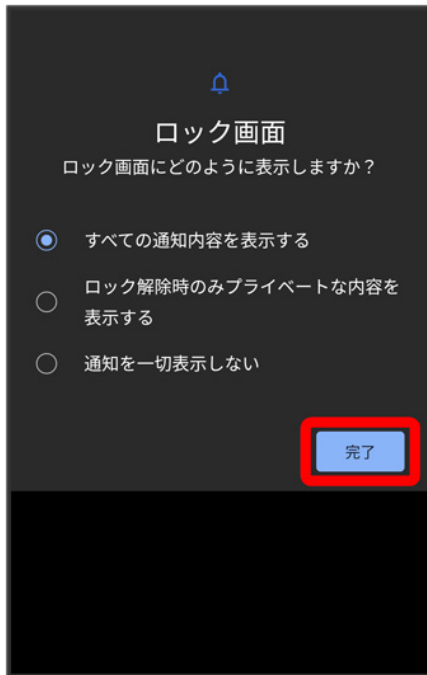 ロック画面
ロック画面にどのように表示しますか？
すべての通知内容を表示する
ロック解除時のみプライベートな内容を
表示する
通知を一切表示しない
完了